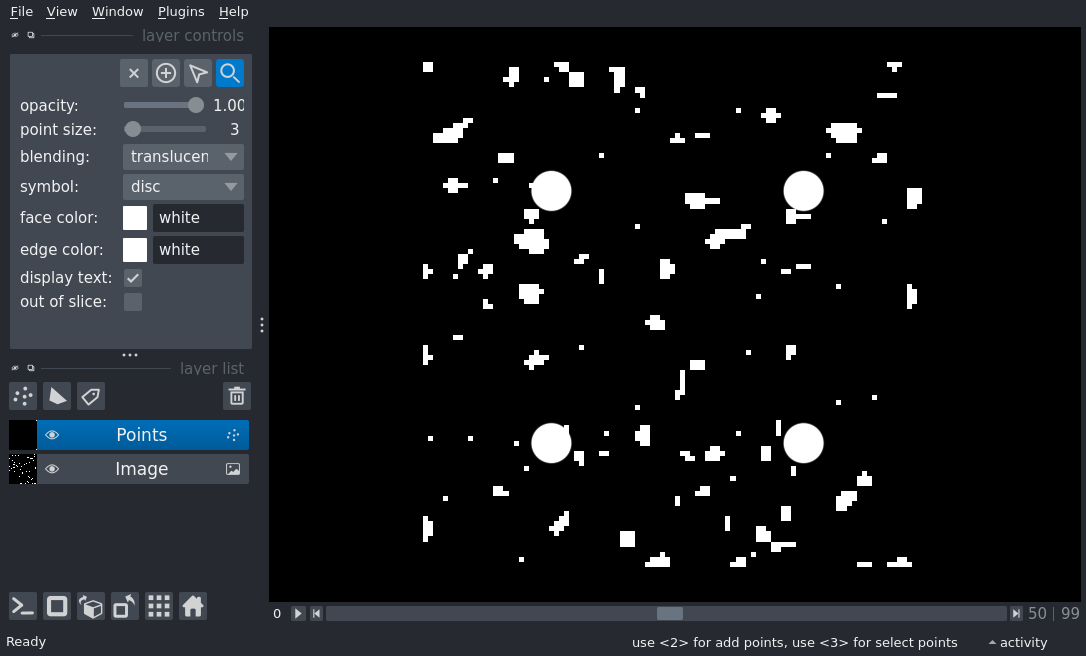 File View Window Plugins Help
layer controls
opacity: 1.00
point size: 3
blending: translucen
symbol: disc
face color: white
edge color: white
display text:
out of slice:
layer list
Points
Image
0 50 | 99
Ready use <2> for add points, use <3> for select points activity